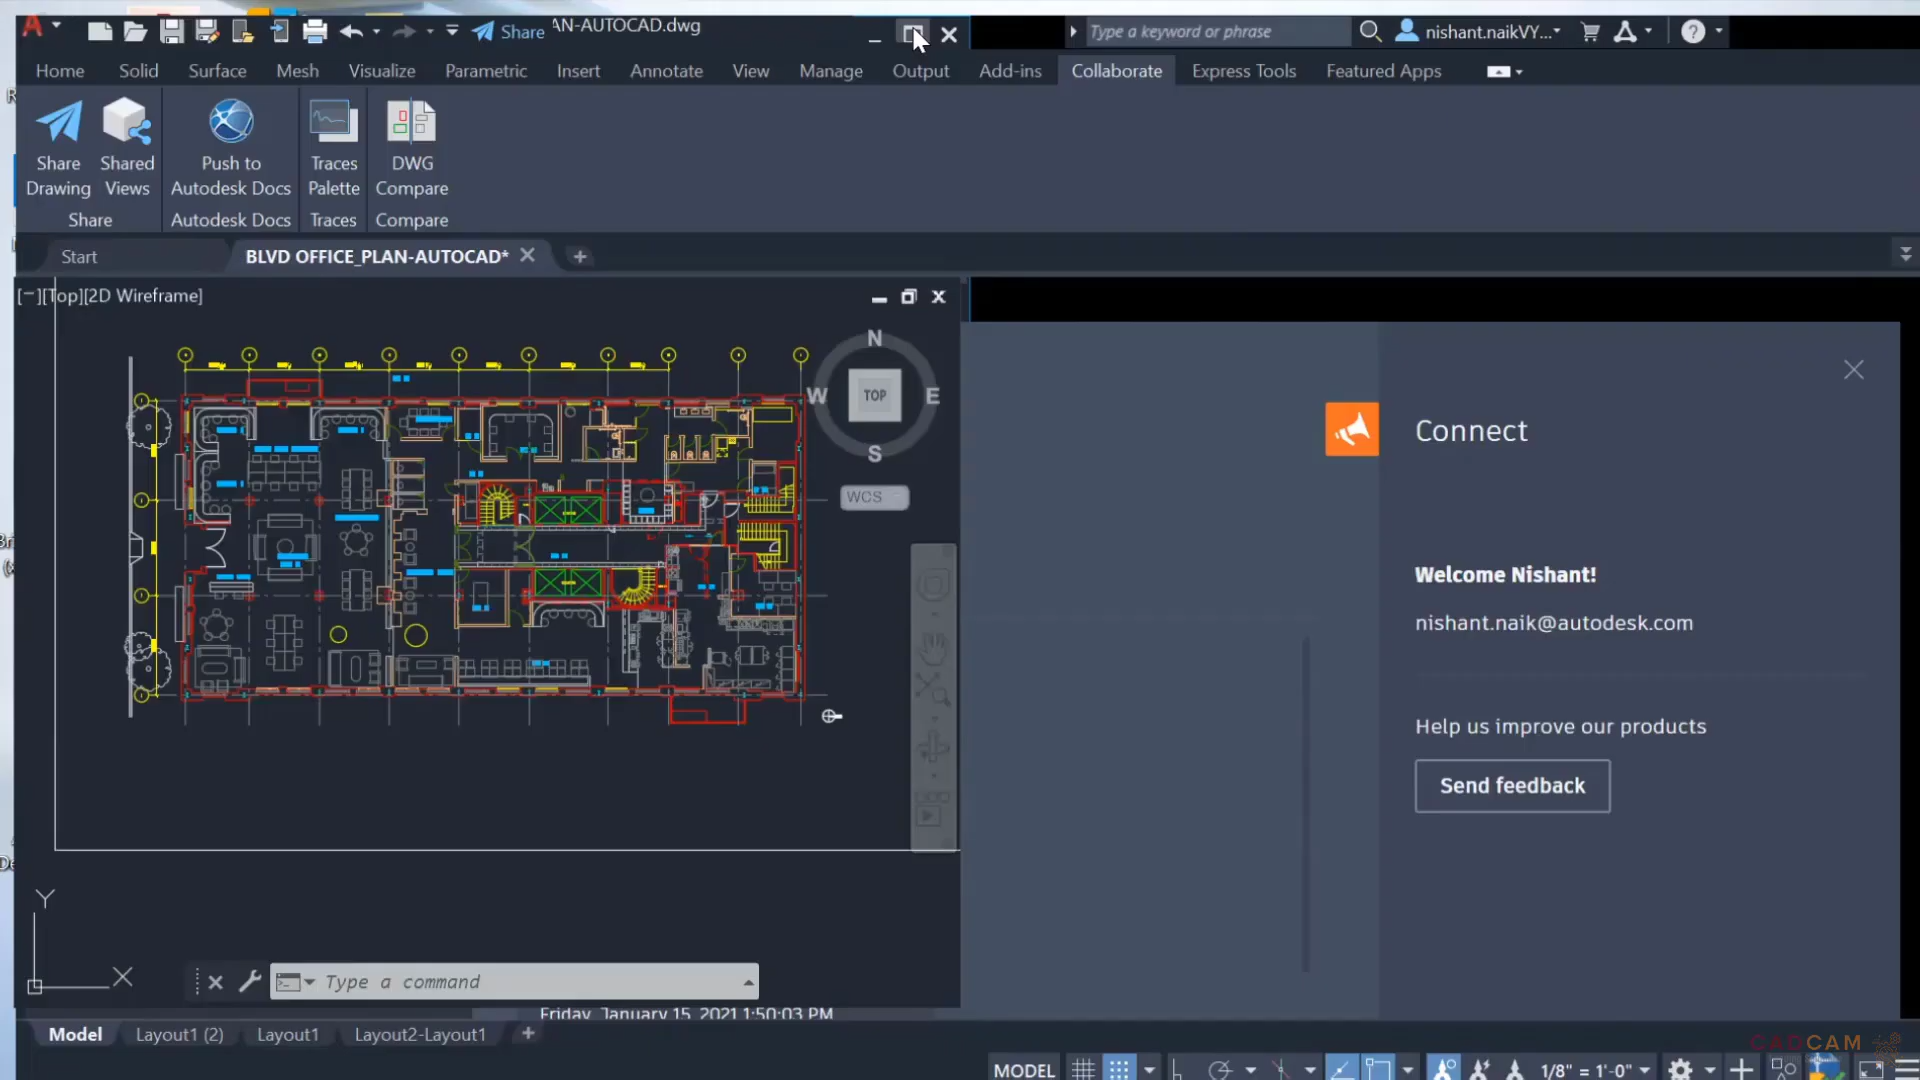 Share AN-AUTOCAD.dwg
Type a keyword or phrase
nishant.naikVY...
Home Solid Surface Mesh Visualize Parametric Insert Annotate View Manage Output Add-ins Collaborate Express Tools Featured Apps
Share Drawing
Shared Views
Push to Autodesk Docs
Traces Palette
DWG Compare
Share Autodesk Docs Traces Compare
Start BLVD OFFICE_PLAN-AUTOCAD*
[−][Top][2D Wireframe]
N
W TOP E
S
WCS
Connect
Welcome Nishant!
nishant.naik@autodesk.com
Help us improve our products
Send feedback
Y
X
Type a command
Friday, January 15, 2021 1:50:03 PM
Model Layout1 (2) Layout1 Layout2-Layout1
CADCAM
MODEL 1/8" = 1'-0"